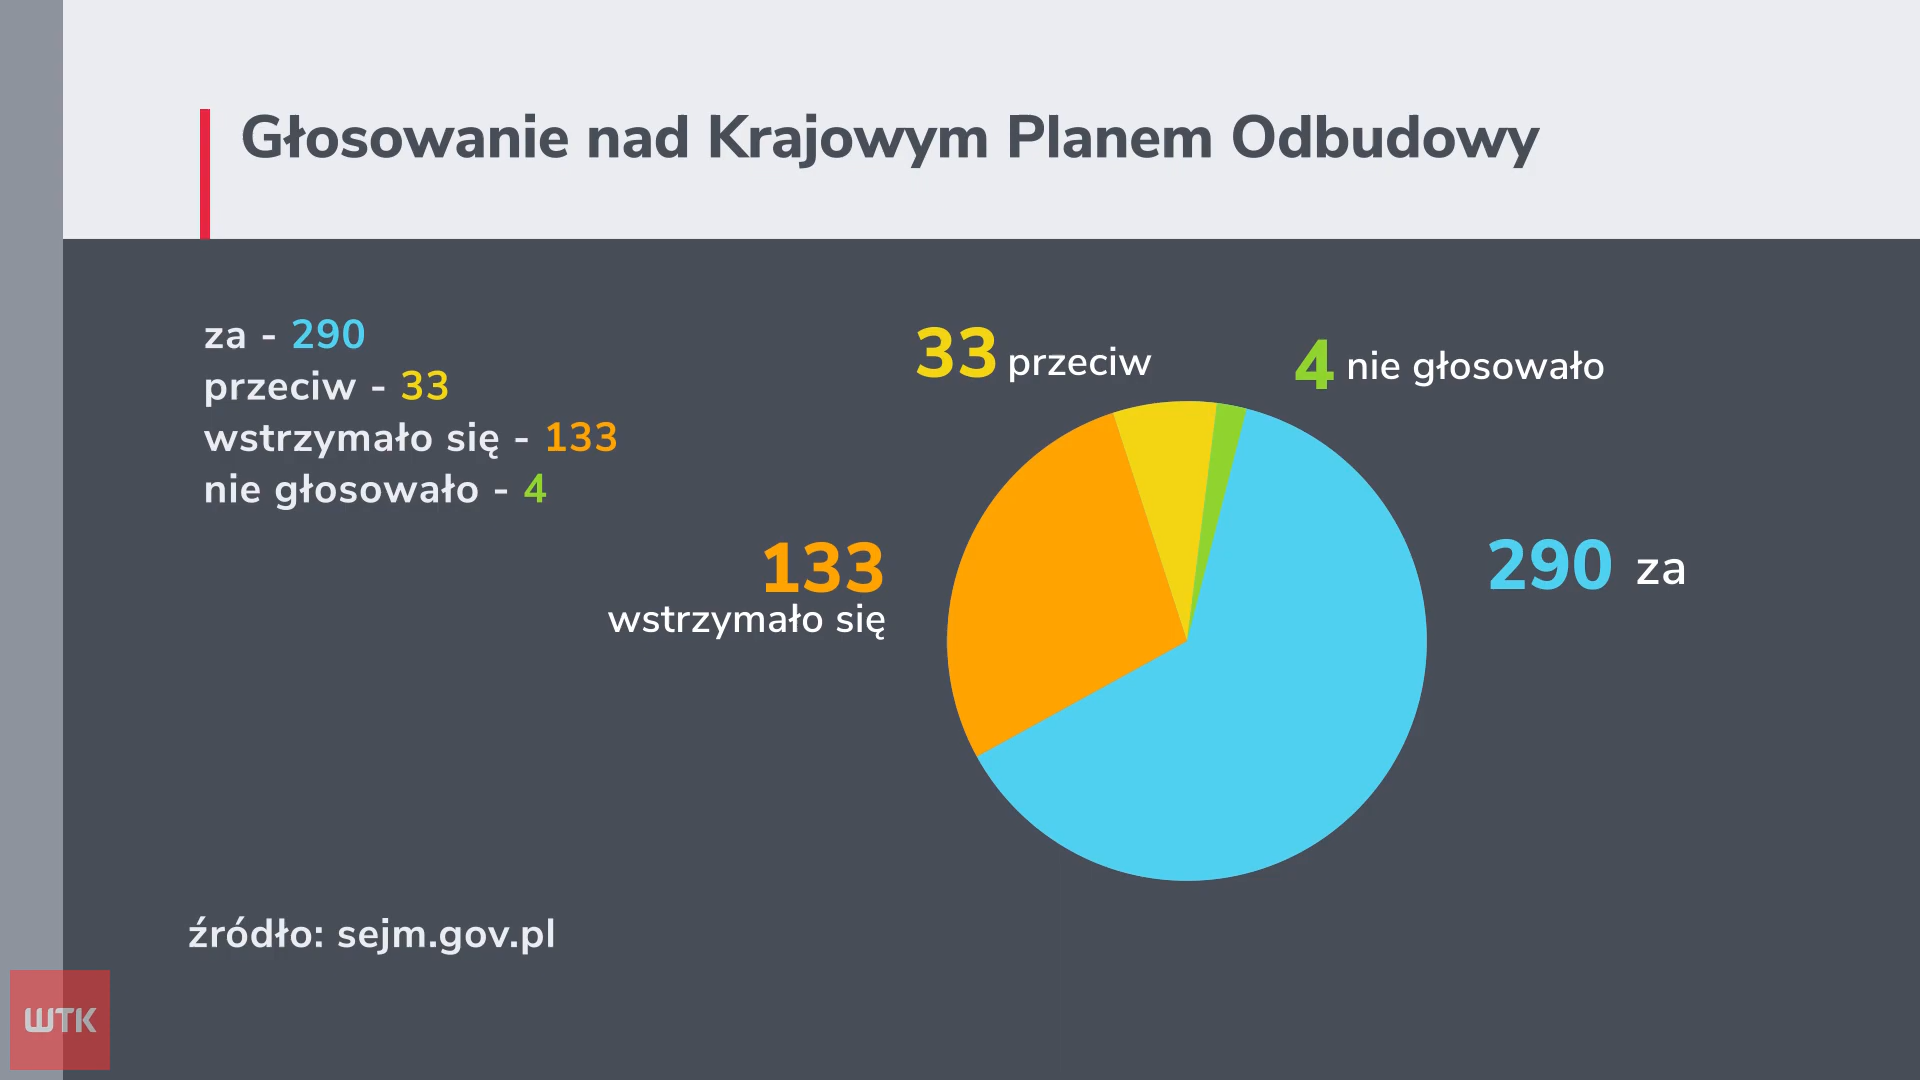 Głosowanie nad Krajowym Planem Odbudowy
za - 290
przeciw - 33
wstrzymało się - 133
nie głosowało - 4
33 przeciw
4 nie głosowało
133
wstrzymało się
290 za
źródło: sejm.gov.pl
WTK